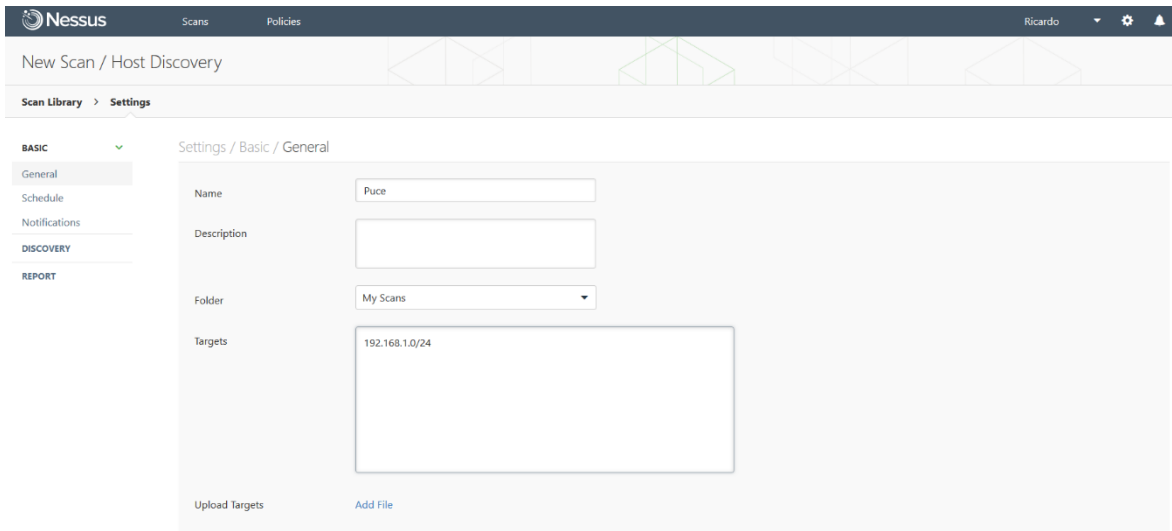 Nessus Scans Policies Ricardo
New Scan / Host Discovery
Scan Library > Settings
BASIC
General
Schedule
Notifications
DISCOVERY
REPORT
Settings / Basic / General
Name Puce
Description
Folder My Scans
Targets 192.168.1.0/24
Upload Targets Add File